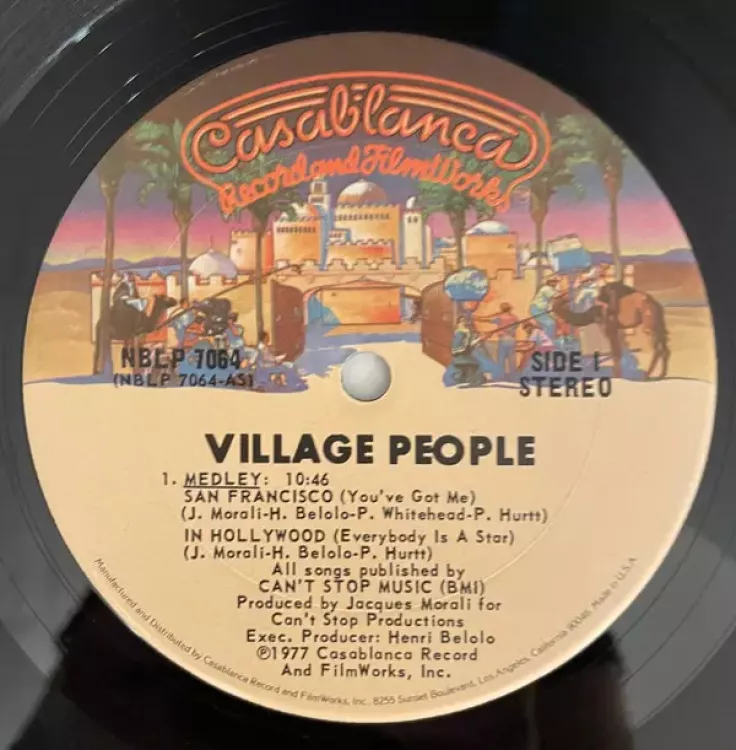 Casablanca
Record and FilmWorks
NBLP 7064
(NBLP 7064-AS)
SIDE 1
STEREO
VILLAGE PEOPLE
1. MEDLEY: 10:46
SAN FRANCISCO (You've Got Me)
(J. Morali-H. Belolo-P. Whitehead-P. Hurtt)
IN HOLLYWOOD (Everybody Is A Star)
(J. Morali-H. Belolo-P. Hurtt)
All songs published by
CAN'T STOP MUSIC (BMI)
Produced by Jacques Morali for
Can't Stop Productions
Exec. Producer: Henri Belolo
℗1977 Casablanca Record
And FilmWorks, Inc.
Manufactured and Distributed by Casablanca Record and FilmWorks, Inc., 8255 Sunset Boulevard, Los Angeles, California 90046. Made in U.S.A.